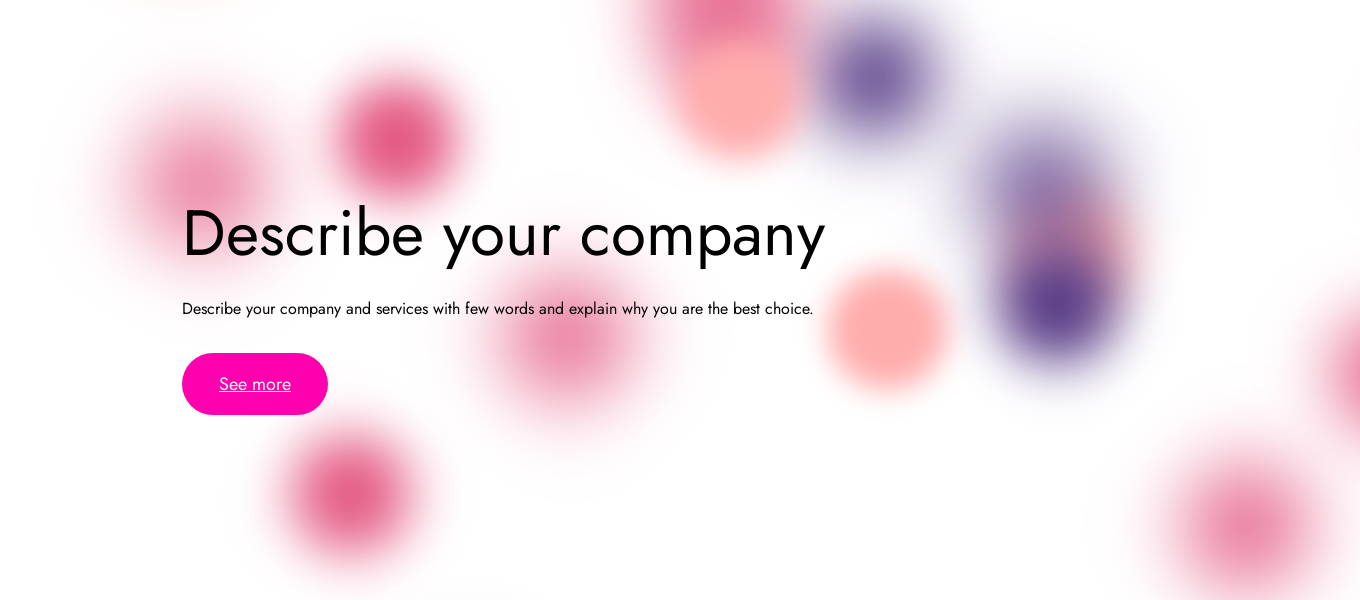 Describe your company
Describe your company and services with few words and explain why you are the best choice.
See more